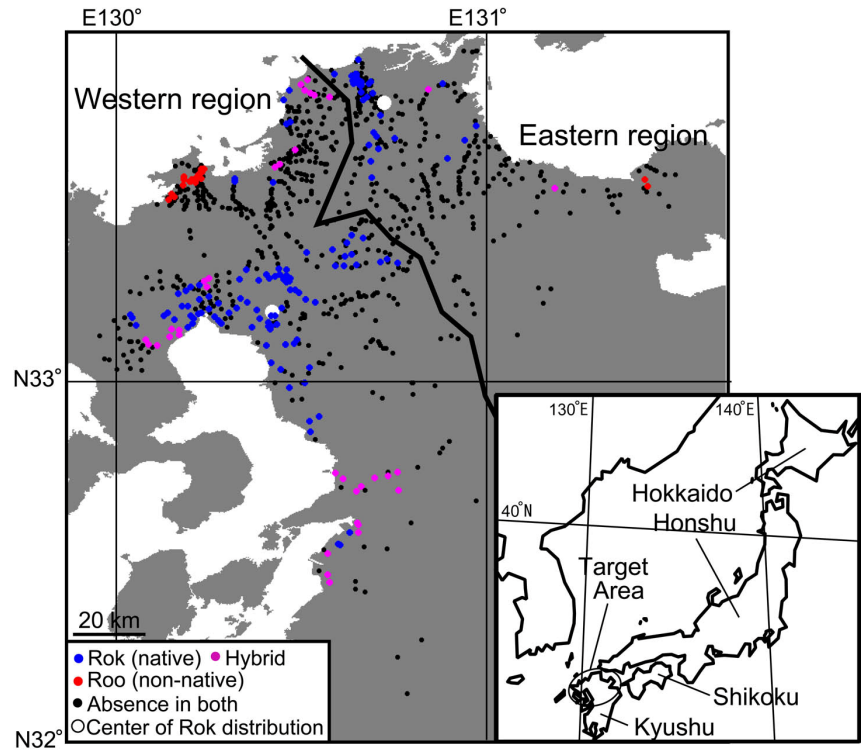 E130° E131°
Western region
Eastern region
N33°
20 km
Rok (native) Hybrid
Roo (non-native)
Absence in both
Center of Rok distribution
N32°
130°E 140°E
Hokkaido
40°N
Honshu
Target
Area
Shikoku
Kyushu